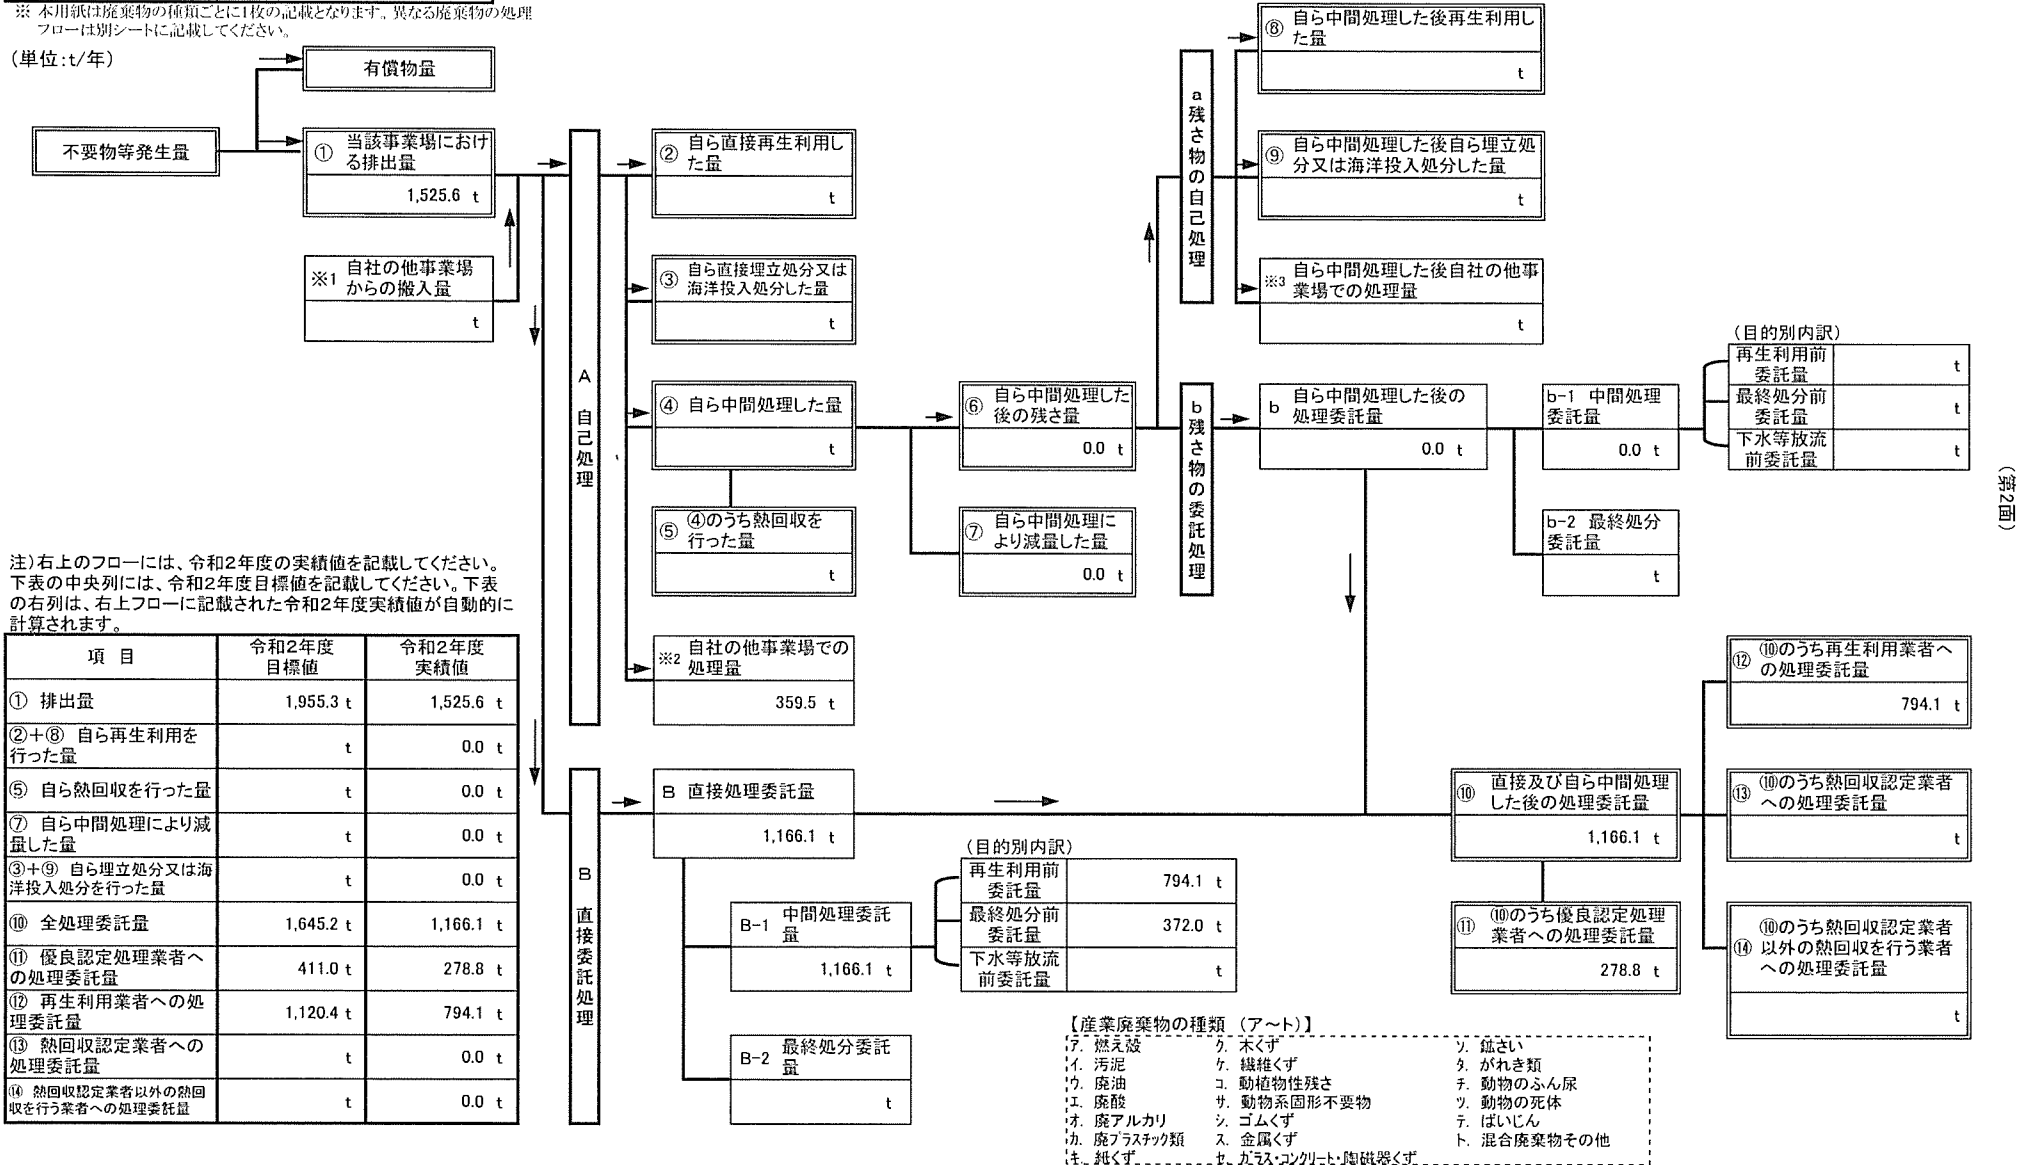 ※ 本用紙は廃棄物の種類ごとに1枚の記載となります。異なる廃棄物の処理
フローは別シートに記載してください。
(単位:t/年)
有償物量
不要物等発生量
① 当該事業場におけ
る排出量
1,525.6 t
※1 自社の他事業場
からの搬入量
t
A 自己処理
② 自ら直接再生利用し
た量
t
③ 自ら直接埋立処分又は
海洋投入処分した量
t
④ 自ら中間処理した量
t
⑤ ④のうち熱回収を
行った量
t
※2 自社の他事業場での
処理量
359.5 t
⑥ 自ら中間処理した
後の残さ量
0.0 t
⑦ 自ら中間処理に
より減量した量
0.0 t
a 残さ物の自己処理
⑧ 自ら中間処理した後再生利用し
た量
t
⑨ 自ら中間処理した後自ら埋立処
分又は海洋投入処分した量
t
※3 自ら中間処理した後自社の他事
業場での処理量
t
b 残さ物の委託処理
b 自ら中間処理した後の
処理委託量
0.0 t
b-1 中間処理
委託量
0.0 t
b-2 最終処分
委託量
t
(目的別内訳)
再生利用前
委託量
t
最終処分前
委託量
t
下水等放流
前委託量
t
(第2面)
注)右上のフローには、令和2年度の実績値を記載してください。
下表の中央列には、令和2年度目標値を記載してください。下表
の右列は、右上フローに記載された令和2年度実績値が自動的に
計算されます。
項 目 令和2年度 令和2年度
目標値 実績値
① 排出量 1,955.3 t 1,525.6 t
②+⑧ 自ら再生利用を
行った量 t 0.0 t
⑤ 自ら熱回収を行った量 t 0.0 t
⑦ 自ら中間処理により減
量した量 t 0.0 t
③+⑨ 自ら埋立処分又は海
洋投入処分を行った量 t 0.0 t
⑩ 全処理委託量 1,645.2 t 1,166.1 t
⑪ 優良認定処理業者へ
の処理委託量 411.0 t 278.8 t
⑫ 再生利用業者への処
理委託量 1,120.4 t 794.1 t
⑬ 熱回収認定業者への
処理委託量 t 0.0 t
⑭ 熱回収認定業者以外の熱回
収を行う業者への処理委託量 t 0.0 t
B 直接委託処理
B 直接処理委託量
1,166.1 t
B-1 中間処理委託
量
1,166.1 t
B-2 最終処分委託
量
t
(目的別内訳)
再生利用前
委託量
794.1 t
最終処分前
委託量
372.0 t
下水等放流
前委託量
t
⑩ 直接及び自ら中間処理
した後の処理委託量
1,166.1 t
⑪ ⑩のうち優良認定処理
業者への処理委託量
278.8 t
⑫ ⑩のうち再生利用業者へ
の処理委託量
794.1 t
⑬ ⑩のうち熱回収認定業者
への処理委託量
t
⑭ ⑩のうち熱回収認定業者
以外の熱回収を行う業者
への処理委託量
t
【産業廃棄物の種類 (ア～ト)】
ア. 燃え殻 ク. 木くず ソ. 鉱さい
イ. 汚泥 ケ. 繊維くず タ. がれき類
ウ. 廃油 コ. 動植物性残さ チ. 動物のふん尿
エ. 廃酸 サ. 動物系固形不要物 ツ. 動物の死体
オ. 廃アルカリ シ. ゴムくず テ. ばいじん
カ. 廃プラスチック類 ス. 金属くず ト. 混合廃棄物その他
キ. 紙くず セ. ガラス・コンクリート・陶磁器くず